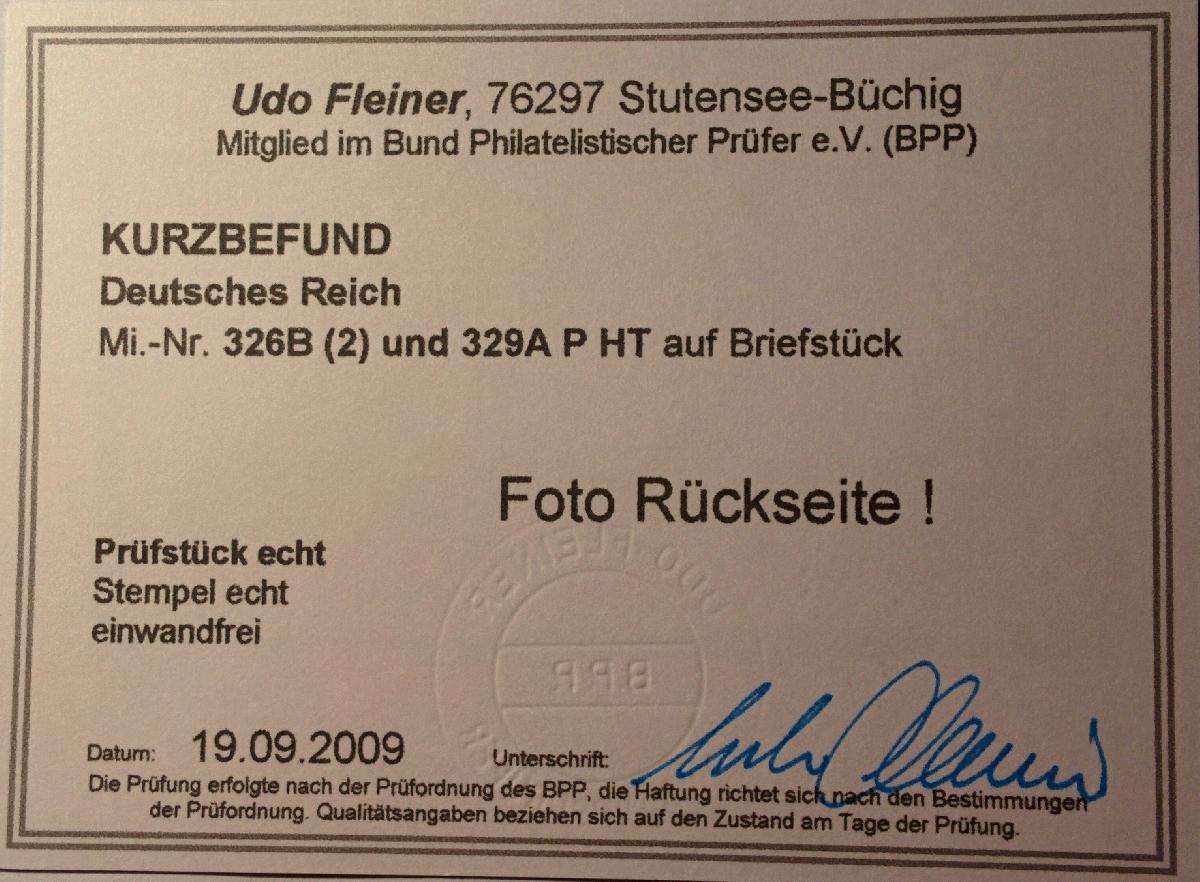 Udo Fleiner, 76297 Stutensee-Büchig
Mitglied im Bund Philatelistischer Prüfer e.V. (BPP)
KURZBEFUND
Deutsches Reich
Mi.-Nr. 326B (2) und 329A P HT auf Briefstück
Foto Rückseite !
Prüfstück echt
Stempel echt
einwandfrei
UDO FLEINER
B.P.P.
Datum: 19.09.2009 Unterschrift:
Die Prüfung erfolgte nach der Prüfordnung des BPP, die Haftung richtet sich nach den Bestimmungen
der Prüfordnung. Qualitätsangaben beziehen sich auf den Zustand am Tage der Prüfung.